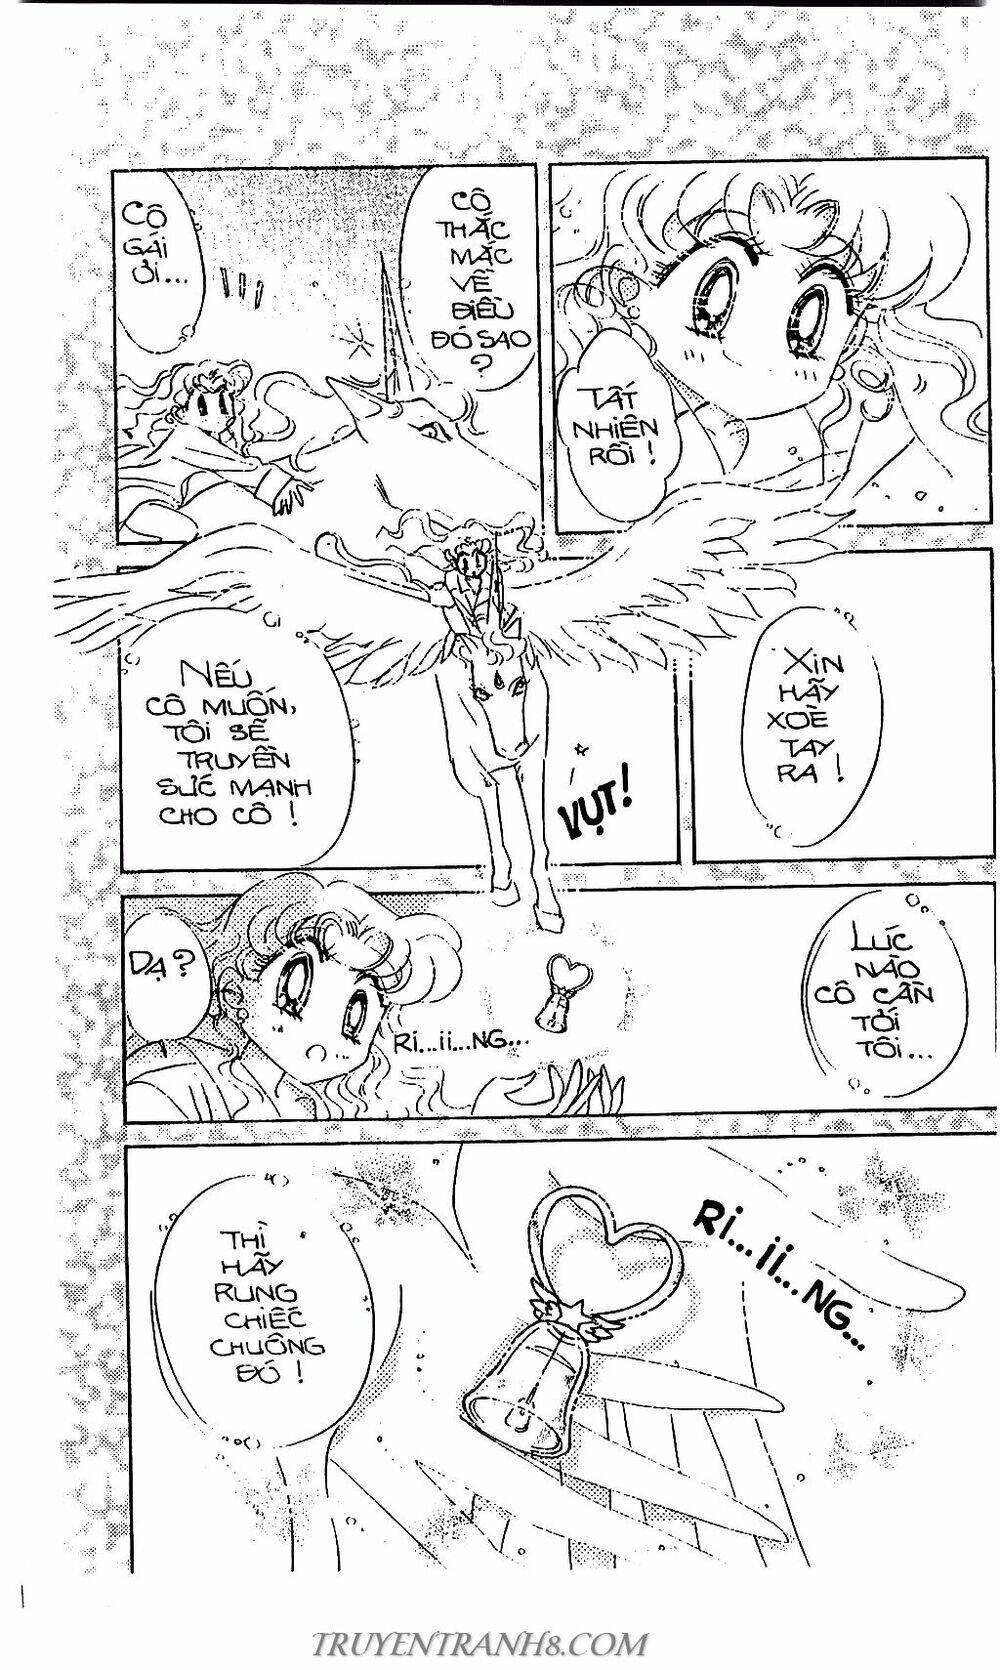 CÔ
GÁI
ƠI...
CÔ
THẮC
MẮC
VỀ
ĐIỀU
ĐÓ SAO
?
TẤT
NHIÊN
RỒI !
NẾU
CÔ MUỐN,
TÔI SẼ
TRUYỀN
SỨC MẠNH
CHO CÔ !
VỤT!
XIN
HÃY
XOÈ
TAY
RA !
DẠ ?
RI...II...NG...
LÚC
NÀO
CÔ CẦN
TỚI
TÔI...
THÌ
HÃY
RUNG
CHIẾC
CHUÔNG
ĐÓ !
RI...II...NG...
TRUYENTRANH8.COM